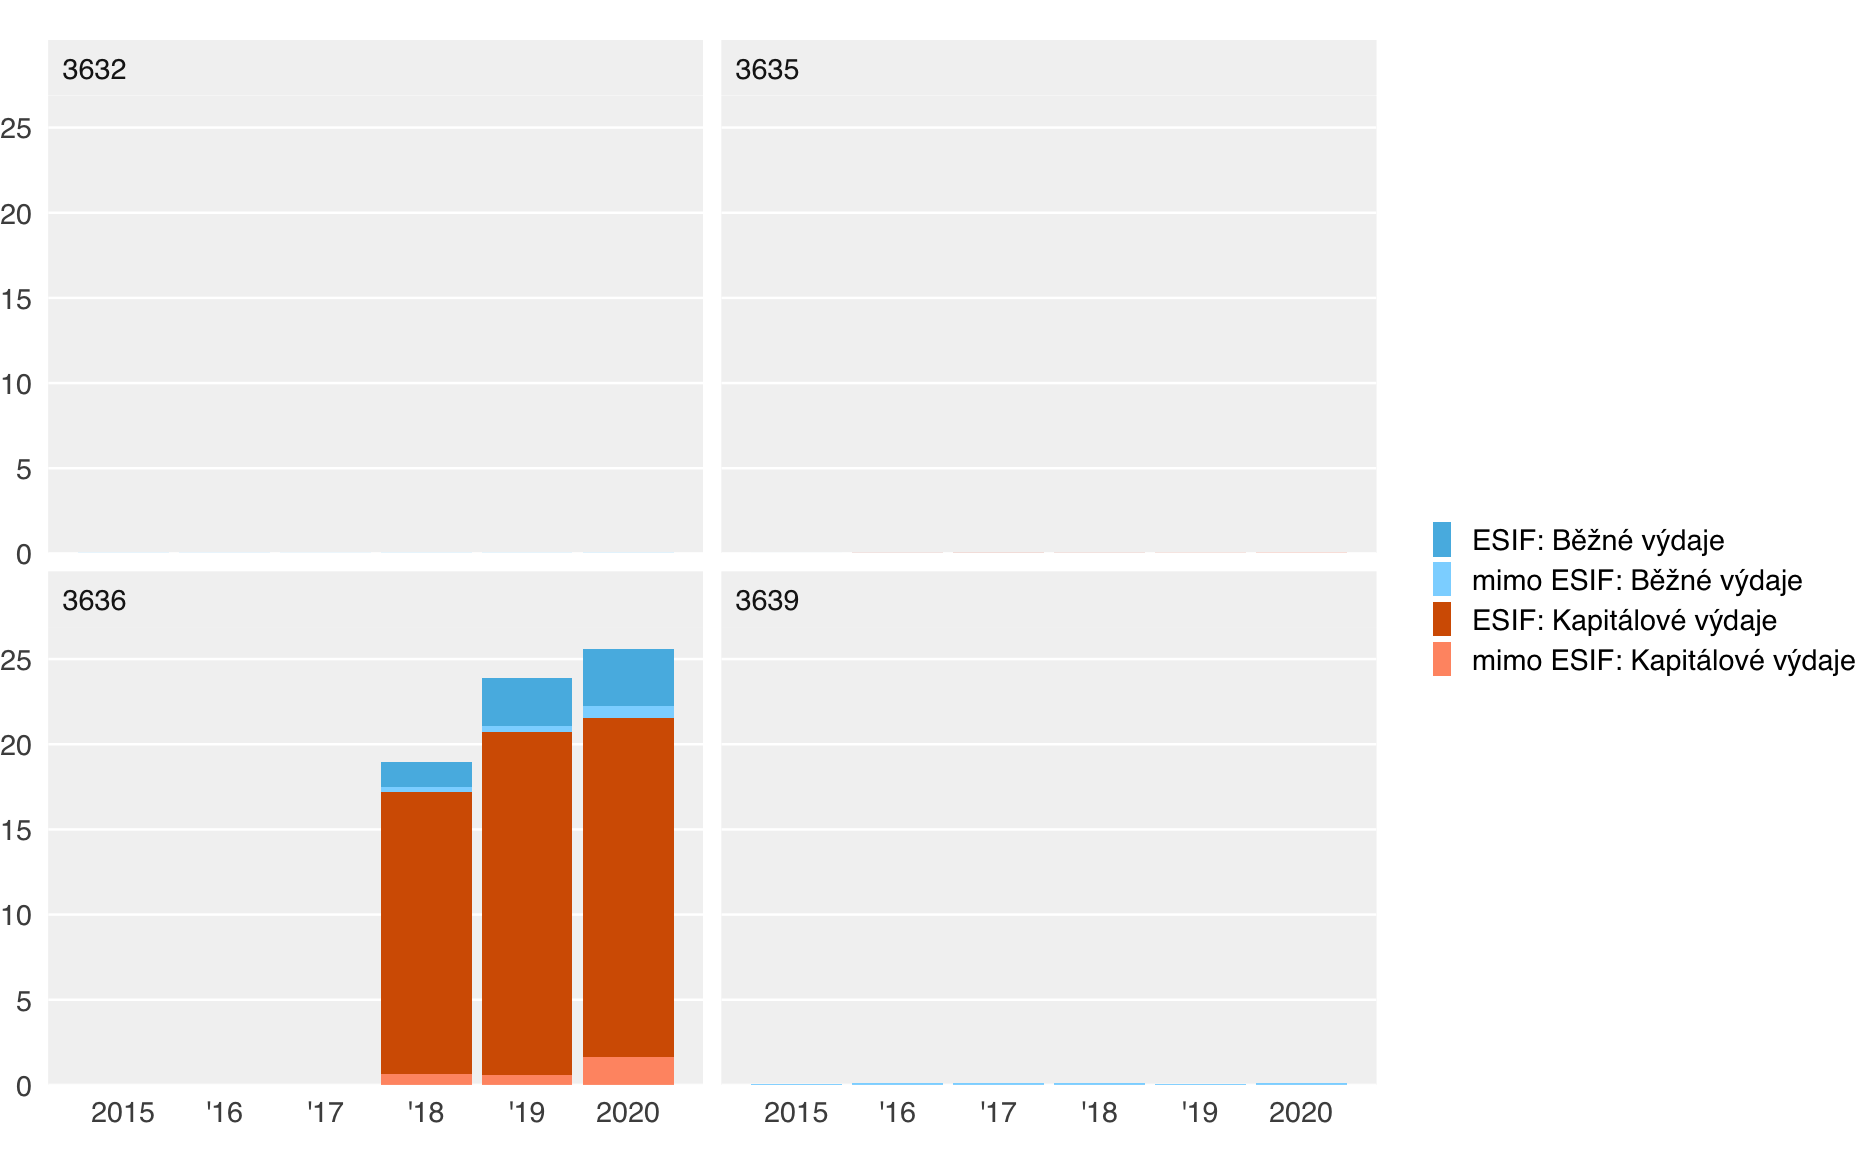 3632
3635
25
20
15
10
5
0
3636
3639
25
20
15
10
5
0
2015 '16 '17 '18 '19 2020
2015 '16 '17 '18 '19 2020
ESIF: Běžné výdaje
mimo ESIF: Běžné výdaje
ESIF: Kapitálové výdaje
mimo ESIF: Kapitálové výdaje